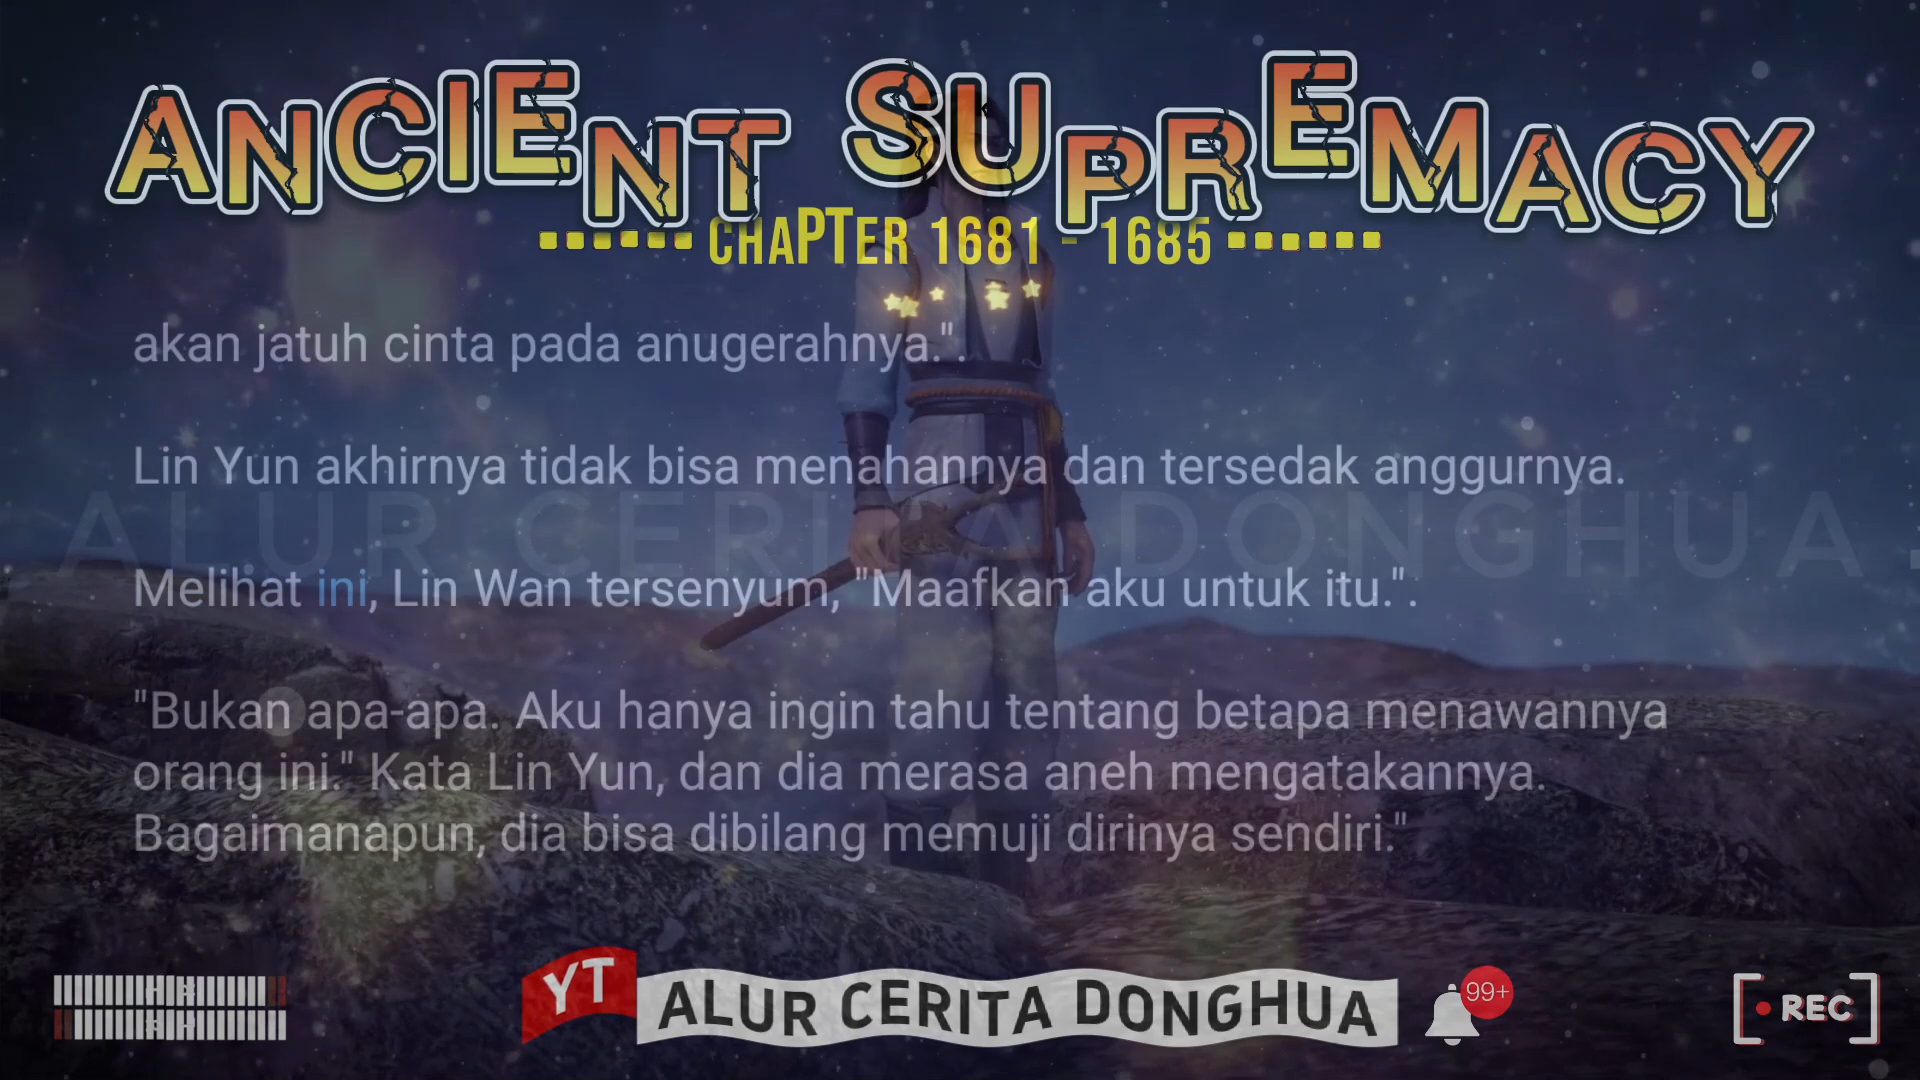 ANCIENT SUPREMACY
CHAPTER 1681 - 1685
akan jatuh cinta pada anugerahnya.".
Lin Yun akhirnya tidak bisa menahannya dan tersedak anggurnya.
ALUR CERITA DONGHUA
Melihat ini, Lin Wan tersenyum, "Maafkan aku untuk itu.".
"Bukan apa-apa. Aku hanya ingin tahu tentang betapa menawannya
orang ini." Kata Lin Yun, dan dia merasa aneh mengatakannya.
Bagaimanapun, dia bisa dibilang memuji dirinya sendiri."
YT ALUR CERITA DONGHUA
99+
REC